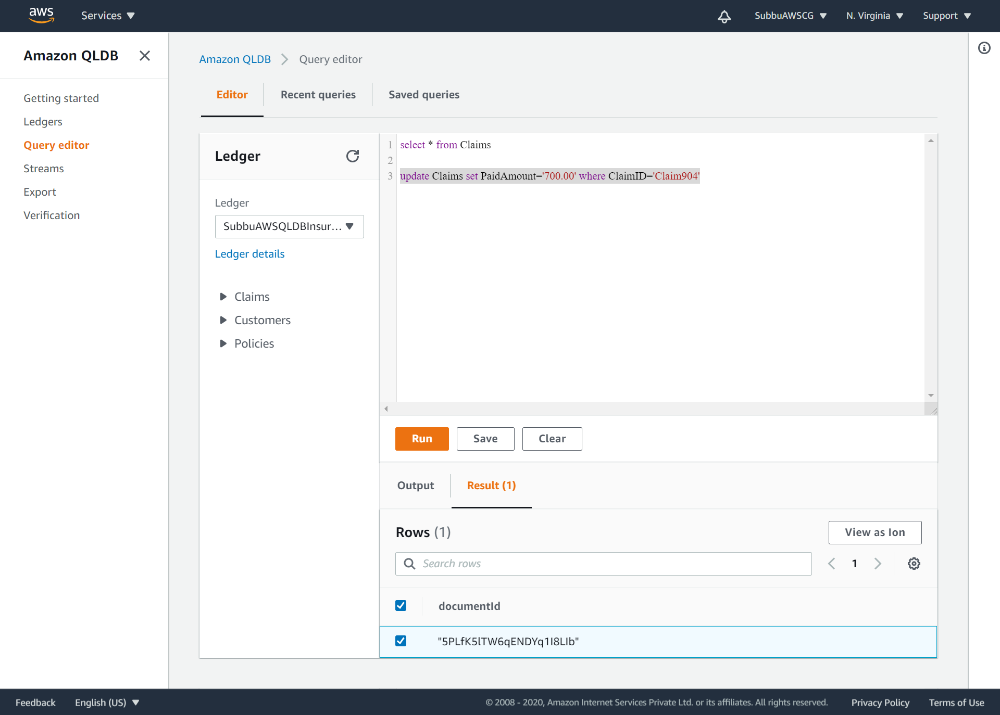 aws
Services
SubbuAWSCG
N. Virginia
Support
Amazon QLDB
Getting started
Ledgers
Query editor
Streams
Export
Verification
Amazon QLDB
Query editor
Editor
Recent queries
Saved queries
Ledger
Ledger
SubbuAWSQLDBInsur...
Ledger details
Claims
Customers
Policies
1 select * from Claims
2
3 update Claims set PaidAmount='700.00' where ClaimID='Claim904'
Run
Save
Clear
Output
Result (1)
Rows (1)
View as Ion
Search rows
1
documentId
"5PLfK5lTW6qENDYq1I8LIb"
Feedback
English (US)
© 2008 - 2020, Amazon Internet Services Private Ltd. or its affiliates. All rights reserved.
Privacy Policy
Terms of Use